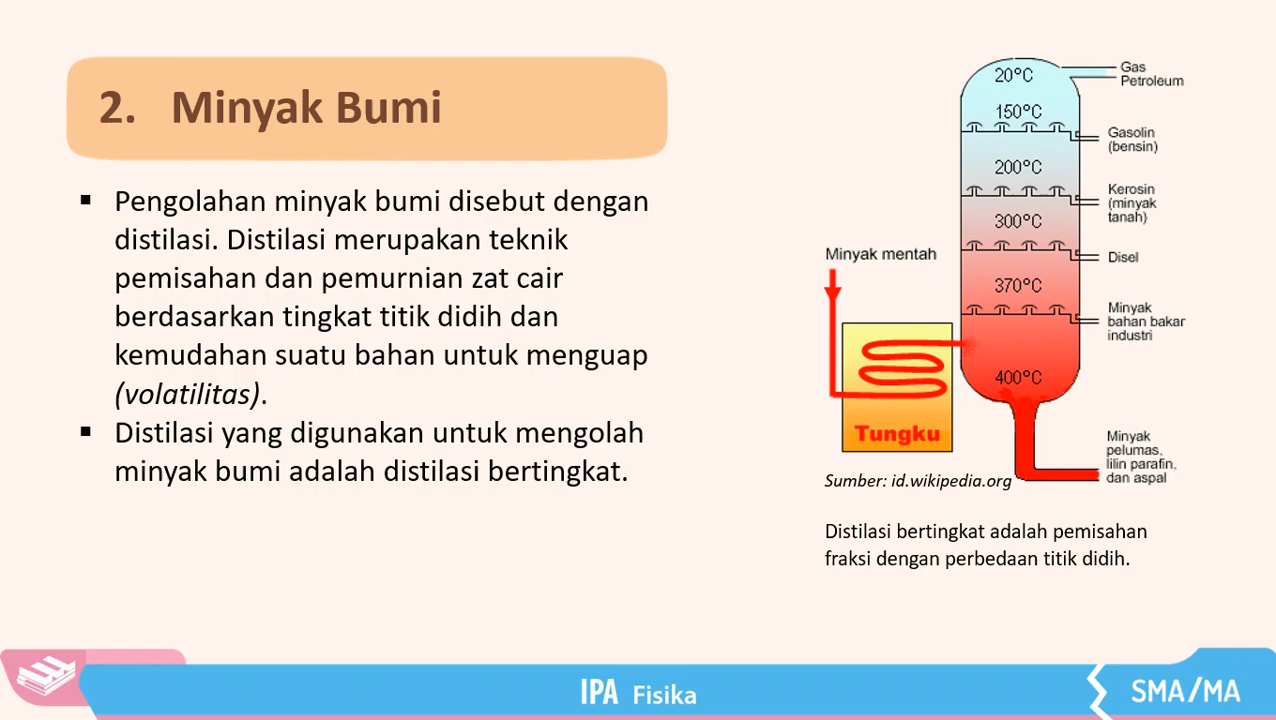 2. Minyak Bumi
▪ Pengolahan minyak bumi disebut dengan
distilasi. Distilasi merupakan teknik
pemisahan dan pemurnian zat cair
berdasarkan tingkat titik didih dan
kemudahan suatu bahan untuk menguap
(volatilitas).
▪ Distilasi yang digunakan untuk mengolah
minyak bumi adalah distilasi bertingkat.
20°C
Gas
Petroleum
150°C
Gasolin
(bensin)
200°C
Kerosin
(minyak
tanah)
300°C
Disel
Minyak mentah
370°C
Minyak
bahan bakar
industri
400°C
Tungku
Minyak
pelumas,
lilin parafin,
dan aspal
Sumber: id.wikipedia.org
Distilasi bertingkat adalah pemisahan
fraksi dengan perbedaan titik didih.
IPA Fisika
SMA/MA